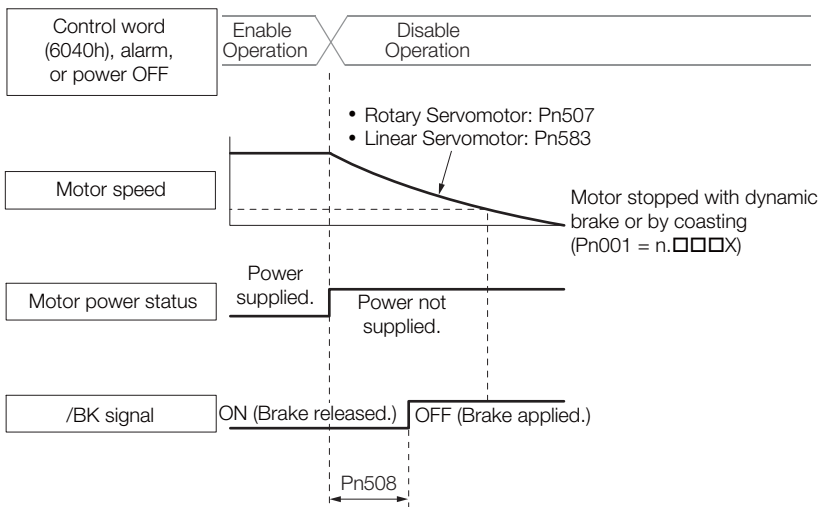 Control word
(6040h), alarm,
or power OFF
Enable
Operation
Disable
Operation
• Rotary Servomotor: Pn507
• Linear Servomotor: Pn583
Motor speed
Motor stopped with dynamic
brake or by coasting
(Pn001 = n.□□□X)
Motor power status
Power
supplied.
Power not
supplied.
/BK signal
ON (Brake released.)
OFF (Brake applied.)
Pn508